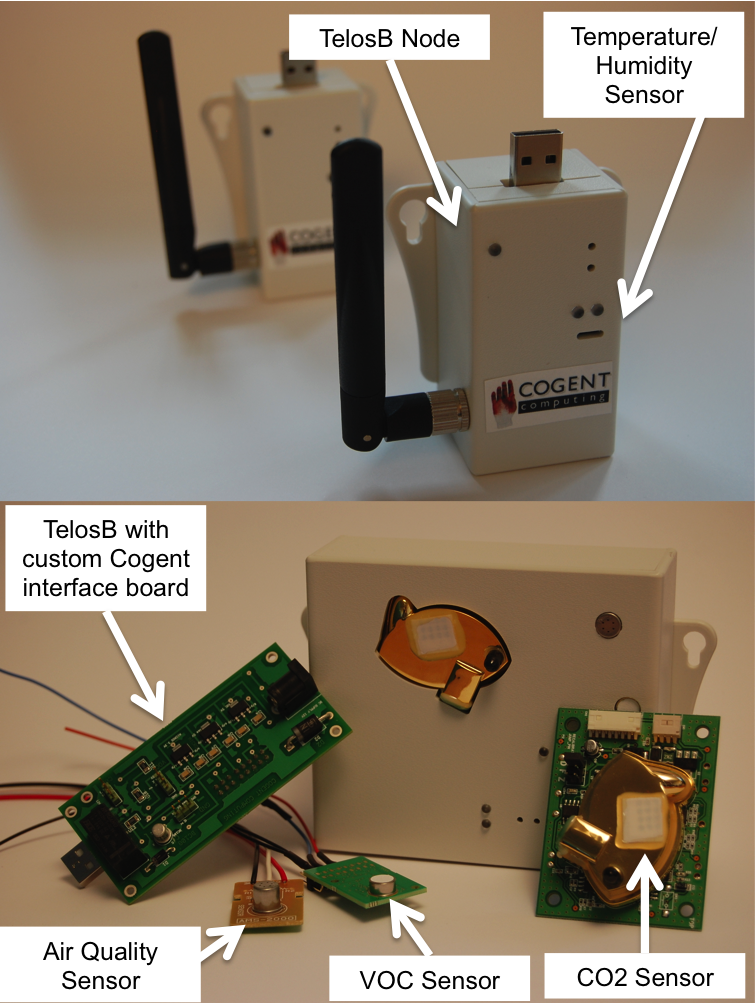 TelosB Node
Temperature/
Humidity
Sensor
COGENT
computing
COGENT
TelosB with
custom Cogent
interface board
Air Quality
Sensor
VOC Sensor
CO2 Sensor